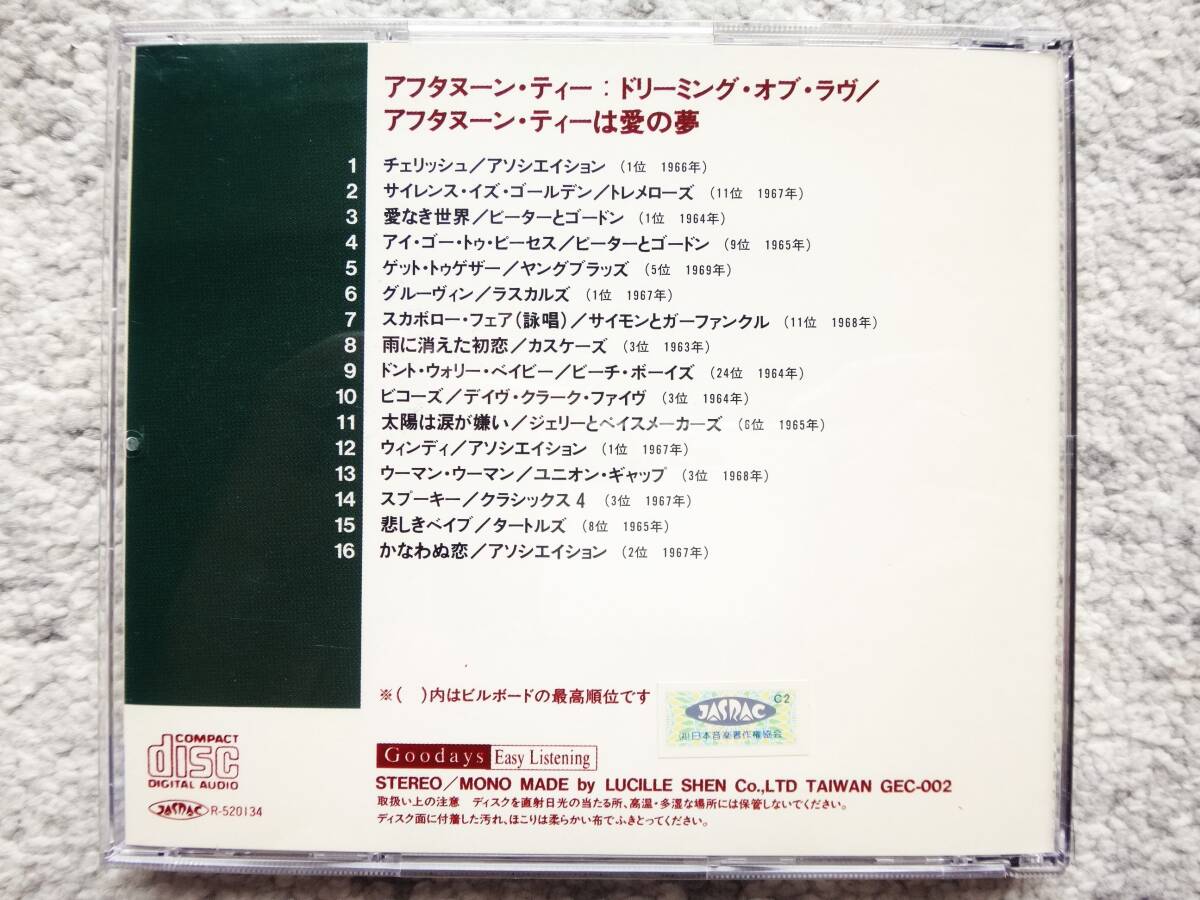 アフタヌーン・ティー：ドリーミング・オブ・ラヴ／
アフタヌーン・ティーは愛の夢
1 チェリッシュ／アソシエイション （1位 1966年）
2 サイレンス・イズ・ゴールデン／トレメローズ （11位 1967年）
3 愛なき世界／ピーターとゴードン （1位 1964年）
4 アイ・ゴー・トゥ・ピーセス／ピーターとゴードン （9位 1965年）
5 ゲット・トゥゲザー／ヤングブラッズ （5位 1969年）
6 グルーヴィン／ラスカルズ （1位 1967年）
7 スカボロー・フェア（詠唱）／サイモンとガーファンクル （11位 1968年）
8 雨に消えた初恋／カスケーズ （3位 1963年）
9 ドント・ウォリー・ベイビー／ビーチ・ボーイズ （24位 1964年）
10 ビコーズ／デイヴ・クラーク・ファイヴ （3位 1964年）
11 太陽は涙が嫌い／ジェリーとペイスメーカーズ （6位 1965年）
12 ウィンディ／アソシエイション （1位 1967年）
13 ウーマン・ウーマン／ユニオン・ギャップ （3位 1968年）
14 スプーキー／クラシックス4 （3位 1967年）
15 悲しきベイブ／タートルズ （8位 1965年）
16 かなわぬ恋／アソシエイション （2位 1967年）
※（ ）内はビルボードの最高順位です
JASRAC C2
(社)日本音楽著作権協会
COMPACT
disc
DIGITAL AUDIO
Goodays Easy Listening
STEREO／MONO MADE by LUCILLE SHEN Co.,LTD TAIWAN GEC-002
JASRAC R-520134
取扱い上の注意 ディスクを直射日光の当たる所、高温・多湿な場所には保管しないでください。
ディスク面に付着した汚れ、ほこりは柔らかい布でふきとってください。